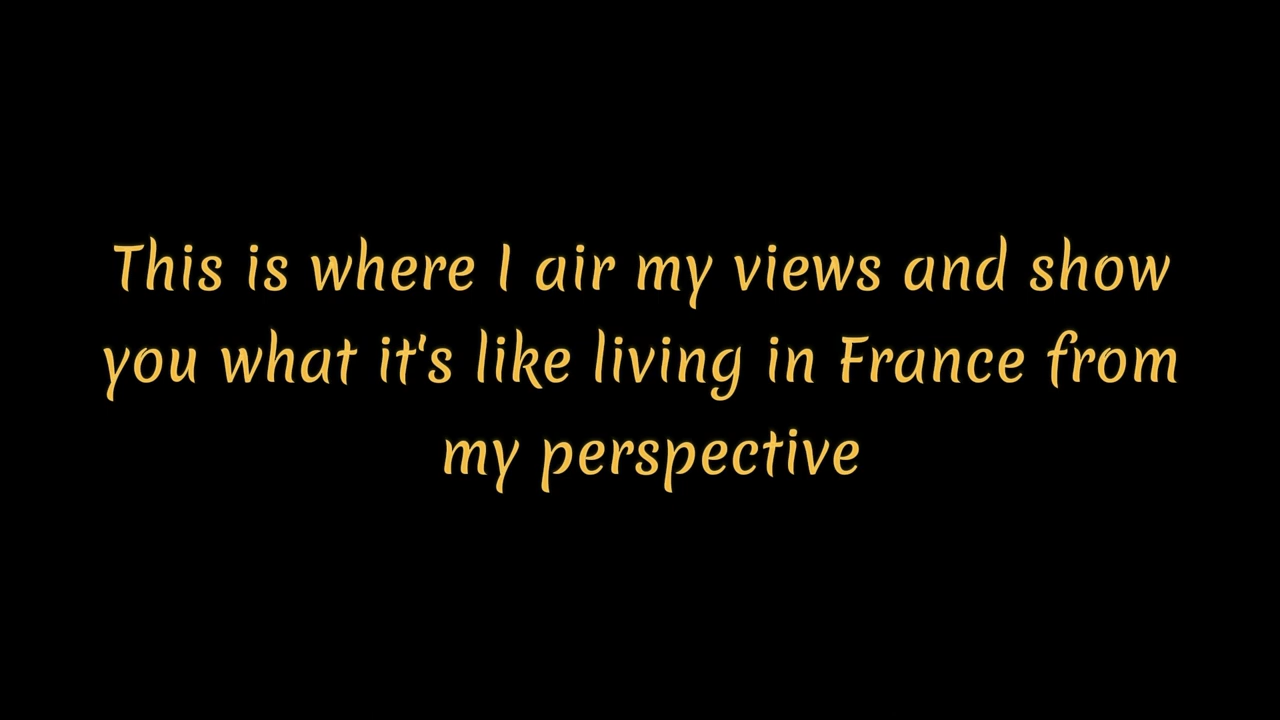 This is where I air my views and show
you what it's like living in France from
my perspective